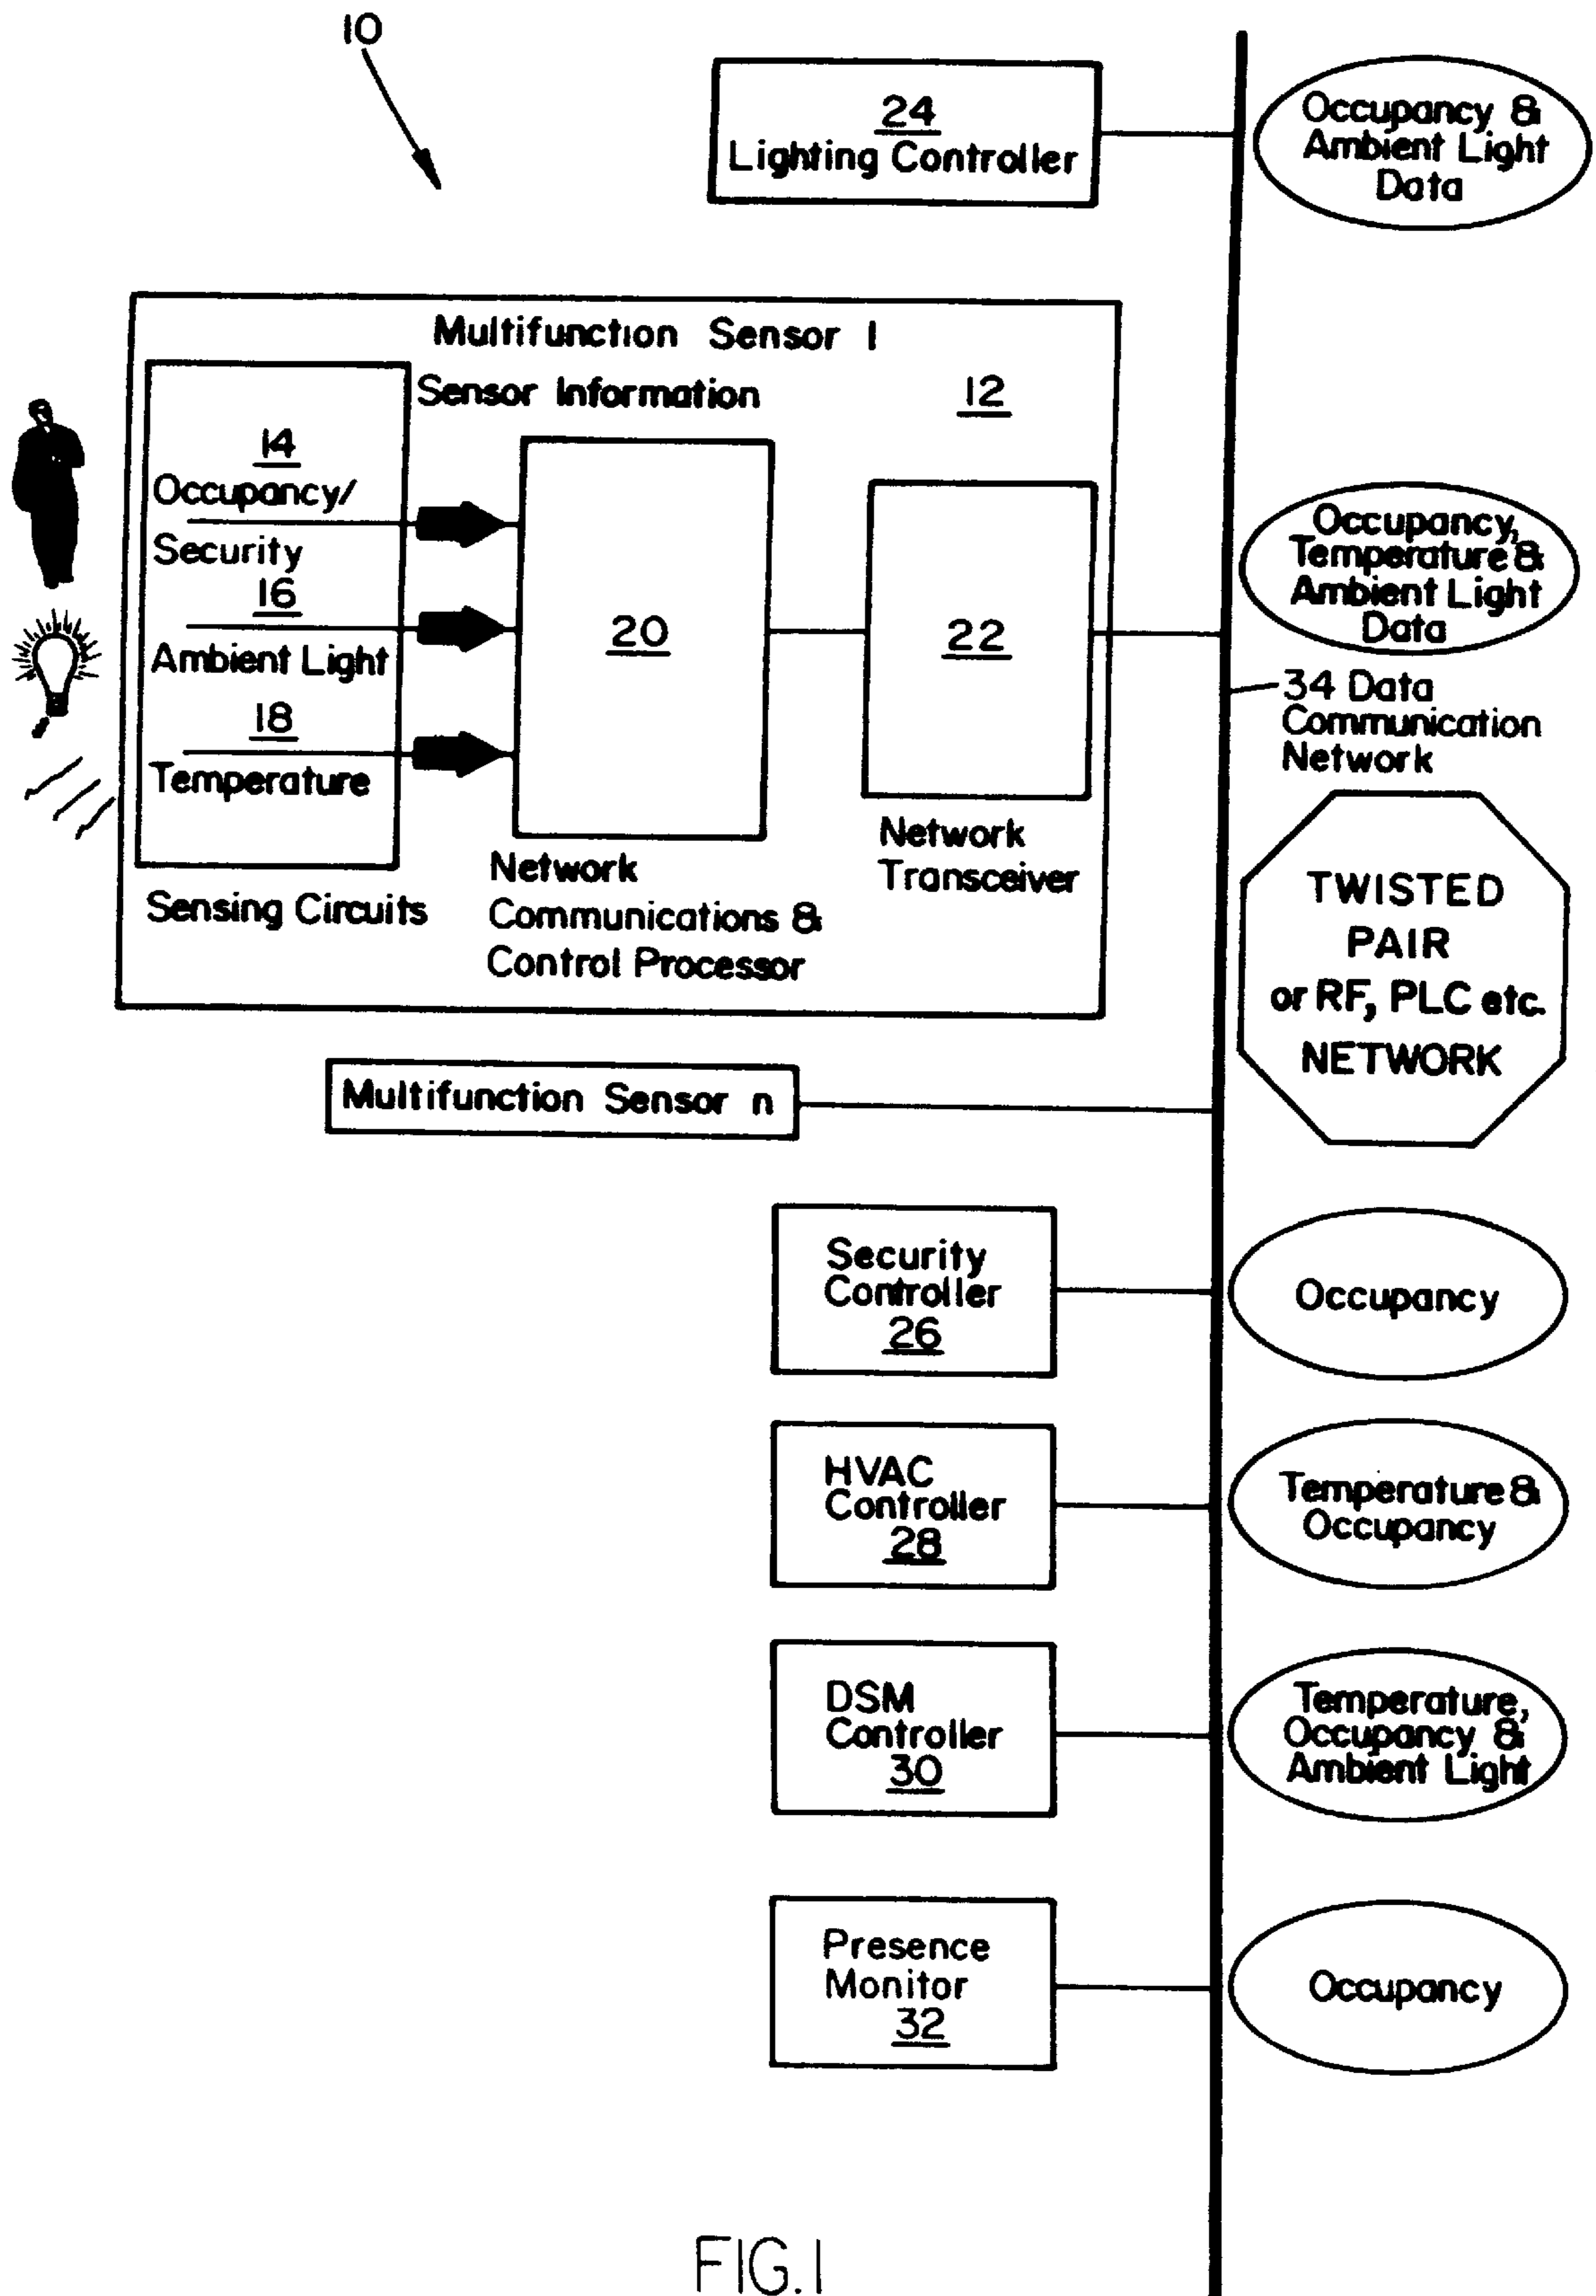 10
24
Lighting Controller
Occupancy &
Ambient Light
Data
Multifunction Sensor 1
Sensor Information
12
14
Occupancy/
Security
16
Ambient Light
18
Temperature
Sensing Circuits
20
Network
Communications &
Control Processor
22
Network
Transceiver
Occupancy,
Temperature &
Ambient Light
Data
34 Data
Communication
Network
TWISTED
PAIR
or RF, PLC etc.
NETWORK
Multifunction Sensor n
Security
Controller
26
Occupancy
HVAC
Controller
28
Temperature &
Occupancy
DSM
Controller
30
Temperature,
Occupancy &
Ambient Light
Presence
Monitor
32
Occupancy
FIG. 1